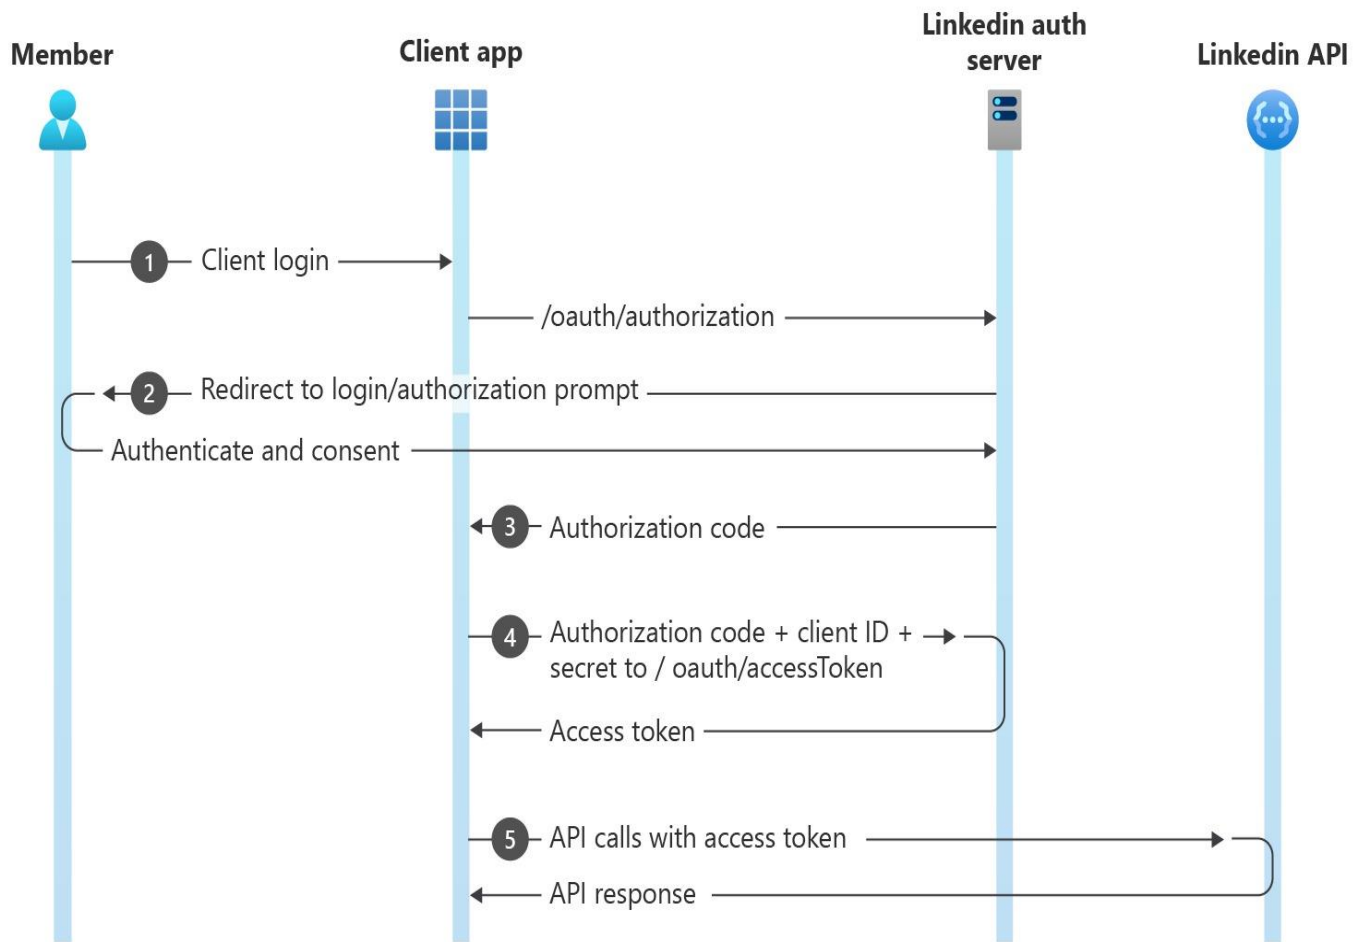 Member
Client app
Linkedin auth
server
Linkedin API
1 Client login
/oauth/authorization
2 Redirect to login/authorization prompt
Authenticate and consent
3 Authorization code
4 Authorization code + client ID +
secret to / oauth/accessToken
Access token
5 API calls with access token
API response